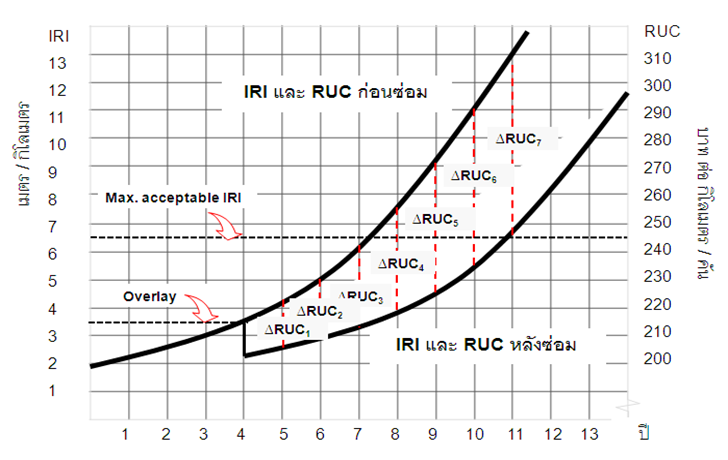 IRI
RUC
13
12
11
10
9
8
7
6
5
4
3
2
1
เมตร / กิโลเมตร
310
300
290
280
270
260
250
240
230
220
210
200
บาท ต่อ กิโลเมตร / คัน
IRI และ RUC ก่อนซ่อม
ΔRUC7
ΔRUC6
Max. acceptable IRI
ΔRUC5
ΔRUC4
Overlay
ΔRUC3
ΔRUC2
ΔRUC1
IRI และ RUC หลังซ่อม
1 2 3 4 5 6 7 8 9 10 11 12 13 ปี